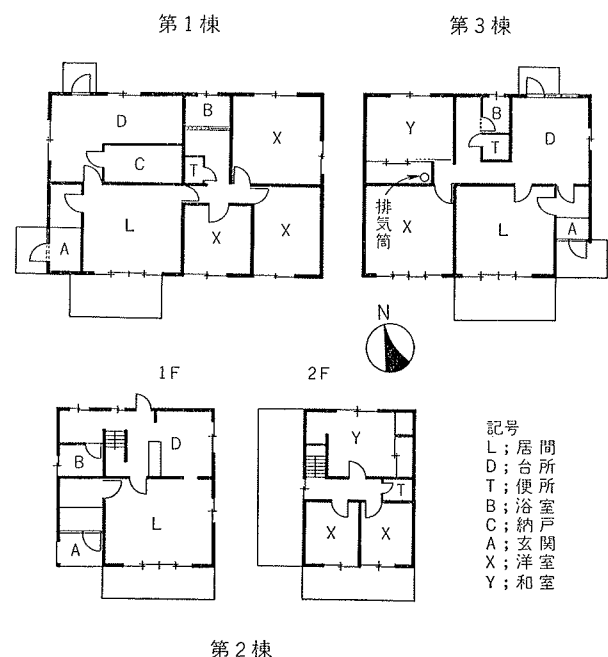 第1棟
第3棟
B
D
X
C
T
L
X
X
A
B
Y
D
T
排気筒
X
L
A
N
1F
2F
D
B
L
A
Y
T
X
X
記号
L;居間
D;台所
T;便所
B;浴室
C;納戸
A;玄関
X;洋室
Y;和室
第2棟